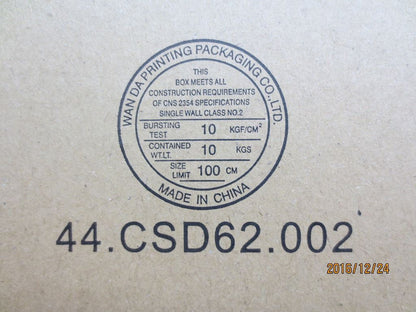 WAN DA PRINTING PACKAGING CO.,LTD.
THIS
BOX MEETS ALL
CONSTRUCTION REQUIREMENTS
OF CNS 2354 SPECIFICATIONS
SINGLE WALL CLASS NO.2
BURSTING TEST 10 KGF/CM²
CONTAINED WT.LT. 10 KGS
SIZE LIMIT 100 CM
MADE IN CHINA
44.CSD62.002
2015/12/24